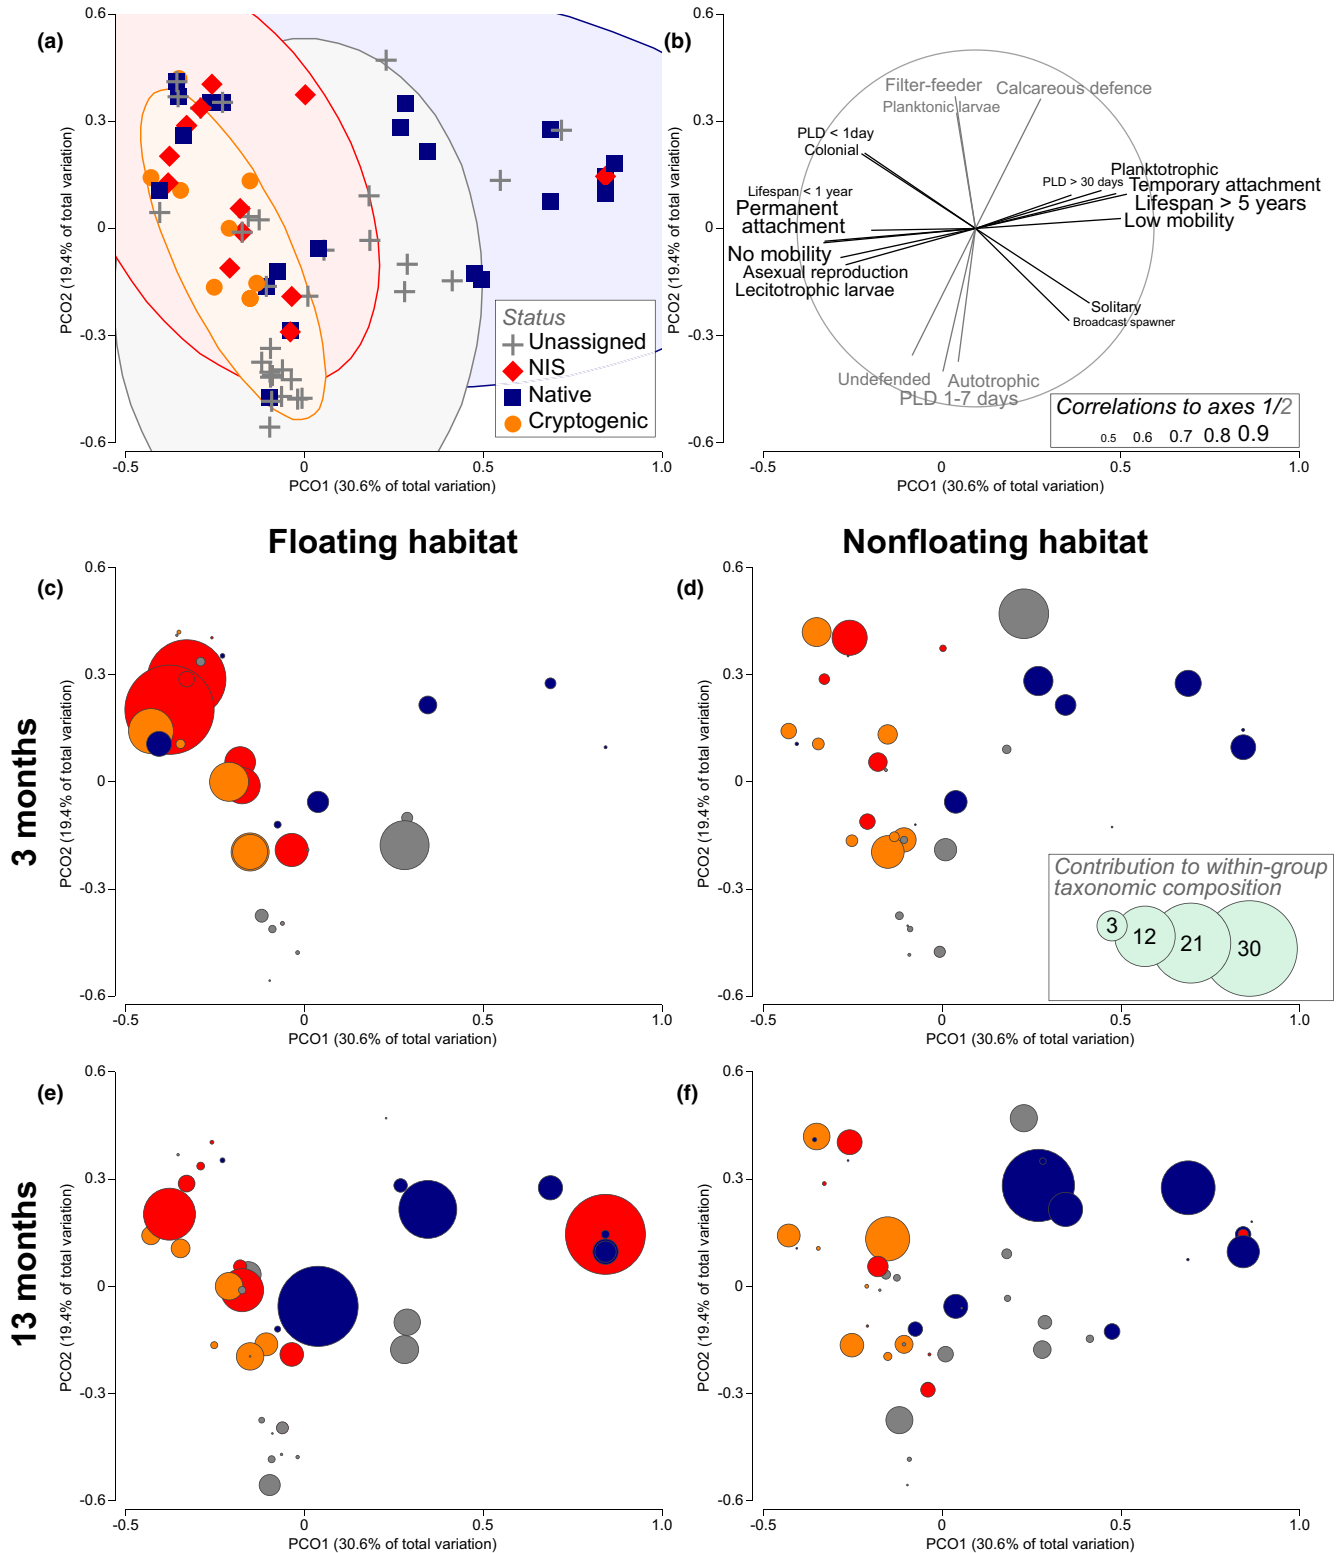 (a)
0.6
0.3
0
-0.3
-0.6
PCO2 (19.4% of total variation)
-0.5
0
0.5
1.0
PCO1 (30.6% of total variation)
Status
Unassigned
NIS
Native
Cryptogenic
(b)
0.6
0.3
0
-0.3
-0.6
PCO2 (19.4% of total variation)
Filter-feeder
Calcareous defence
Planktonic larvae
PLD < 1day
Colonial
Planktotrophic
PLD > 30 days
Temporary attachment
Lifespan < 1 year
Lifespan > 5 years
Permanent
attachment
Low mobility
No mobility
Asexual reproduction
Lecitotrophic larvae
Solitary
Broadcast spawner
Undefended
Autotrophic
PLD 1-7 days
Correlations to axes 1/2
0.5 0.6 0.7 0.8 0.9
-0.5
0
0.5
1.0
PCO1 (30.6% of total variation)
Floating habitat
Nonfloating habitat
3 months
(c)
0.6
0.3
0
-0.3
-0.6
PCO2 (19.4% of total variation)
-0.5
0
0.5
1.0
PCO1 (30.6% of total variation)
(d)
0.6
0.3
0
-0.3
-0.6
PCO2 (19.4% of total variation)
Contribution to within-group
taxonomic composition
3 12 21 30
-0.5
0
0.5
1.0
PCO1 (30.6% of total variation)
13 months
(e)
0.6
0.3
0
-0.3
-0.6
PCO2 (19.4% of total variation)
-0.5
0
0.5
1.0
PCO1 (30.6% of total variation)
(f)
0.6
0.3
0
-0.3
-0.6
PCO2 (19.4% of total variation)
-0.5
0
0.5
1.0
PCO1 (30.6% of total variation)